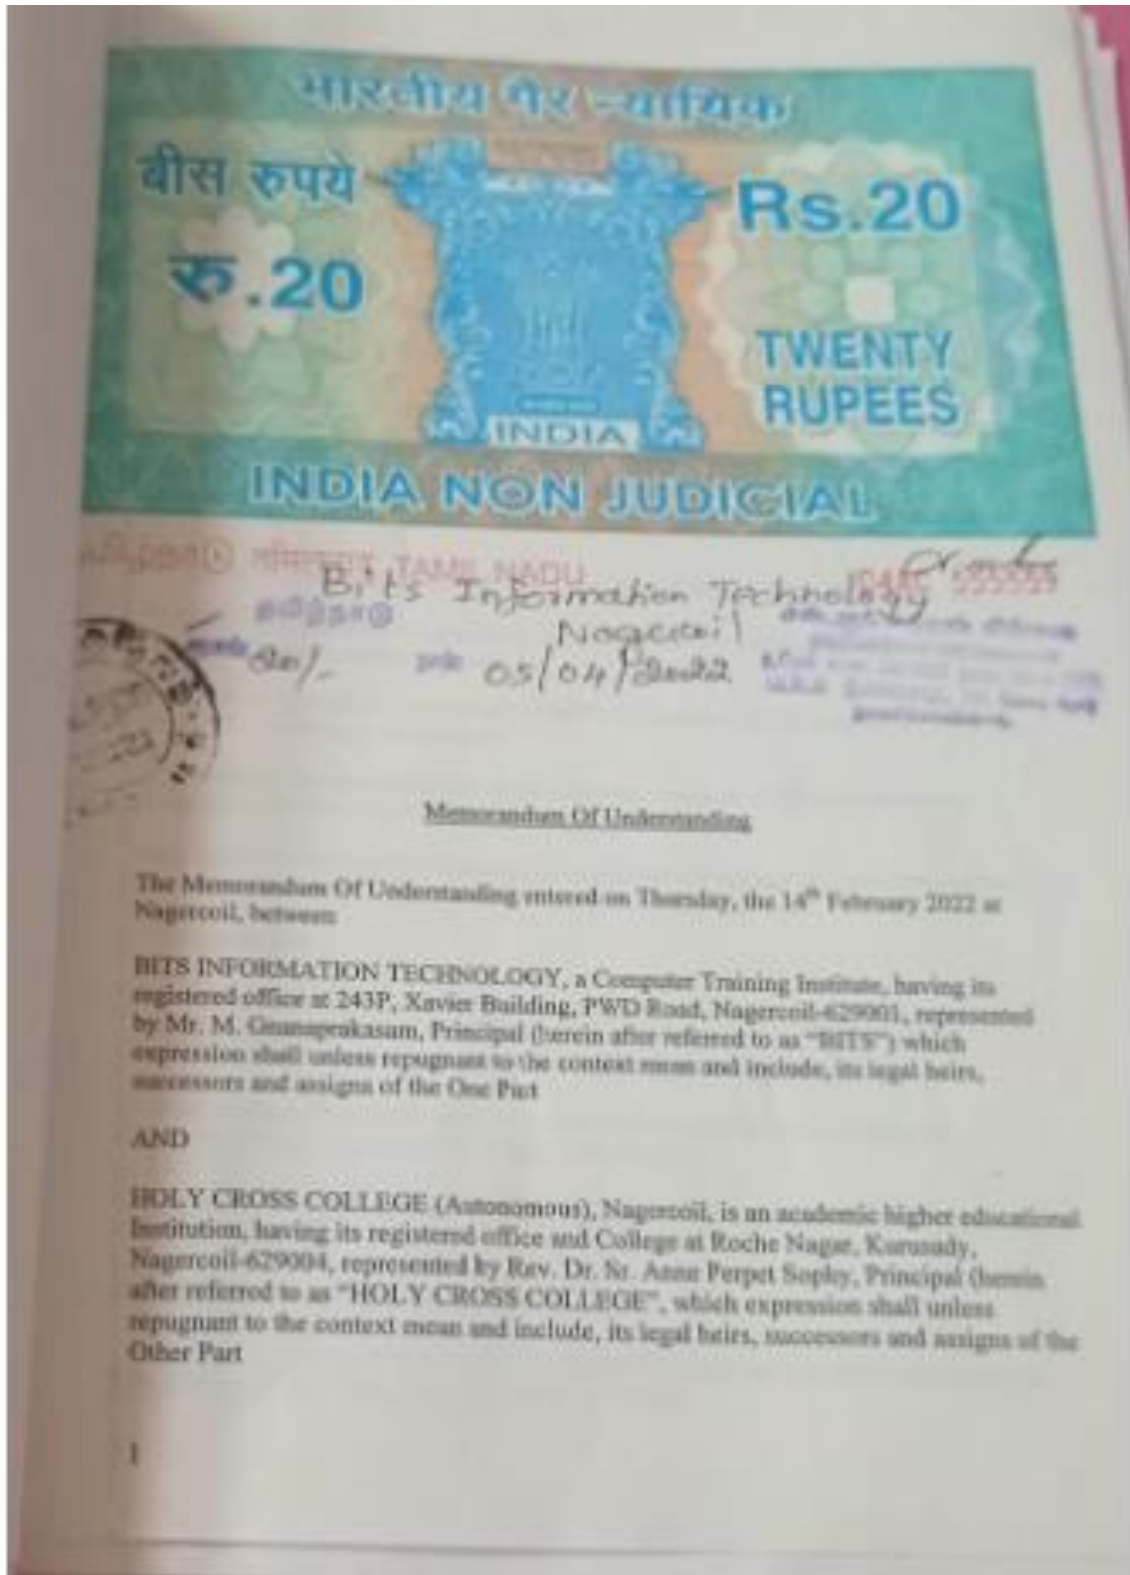 भारतीय गैर न्यायिक
बीस रुपये
रु.20
Rs.20
TWENTY
RUPEES
INDIA
INDIA NON JUDICIAL
தமிழ்நாடு तमिलनाडु TAMIL NADU
Bits Information Technology
தமிழ்நாடு
Nagercoil
20/-
நாள்
05/04/2022
Memorandum Of Understanding
The Memorandum Of Understanding entered on Thursday, the 14th February 2022 at
Nagercoil, between
BITS INFORMATION TECHNOLOGY, a Computer Training Institute, having its
registered office at 243P, Xavier Building, PWD Road, Nagercoil-629001, represented
by Mr. M. Gnanaprakasam, Principal (herein after referred to as "BITS") which
expression shall unless repugnant to the context mean and include, its legal heirs,
successors and assigns of the One Part
AND
HOLY CROSS COLLEGE (Autonomous), Nagercoil, is an academic higher educational
Institution, having its registered office and College at Roche Nagar, Kurusady,
Nagercoil-629004, represented by Rev. Dr. Sr. Anne Perpet Sophy, Principal (herein
after referred to as "HOLY CROSS COLLEGE", which expression shall unless
repugnant to the context mean and include, its legal heirs, successors and assigns of the
Other Part
1